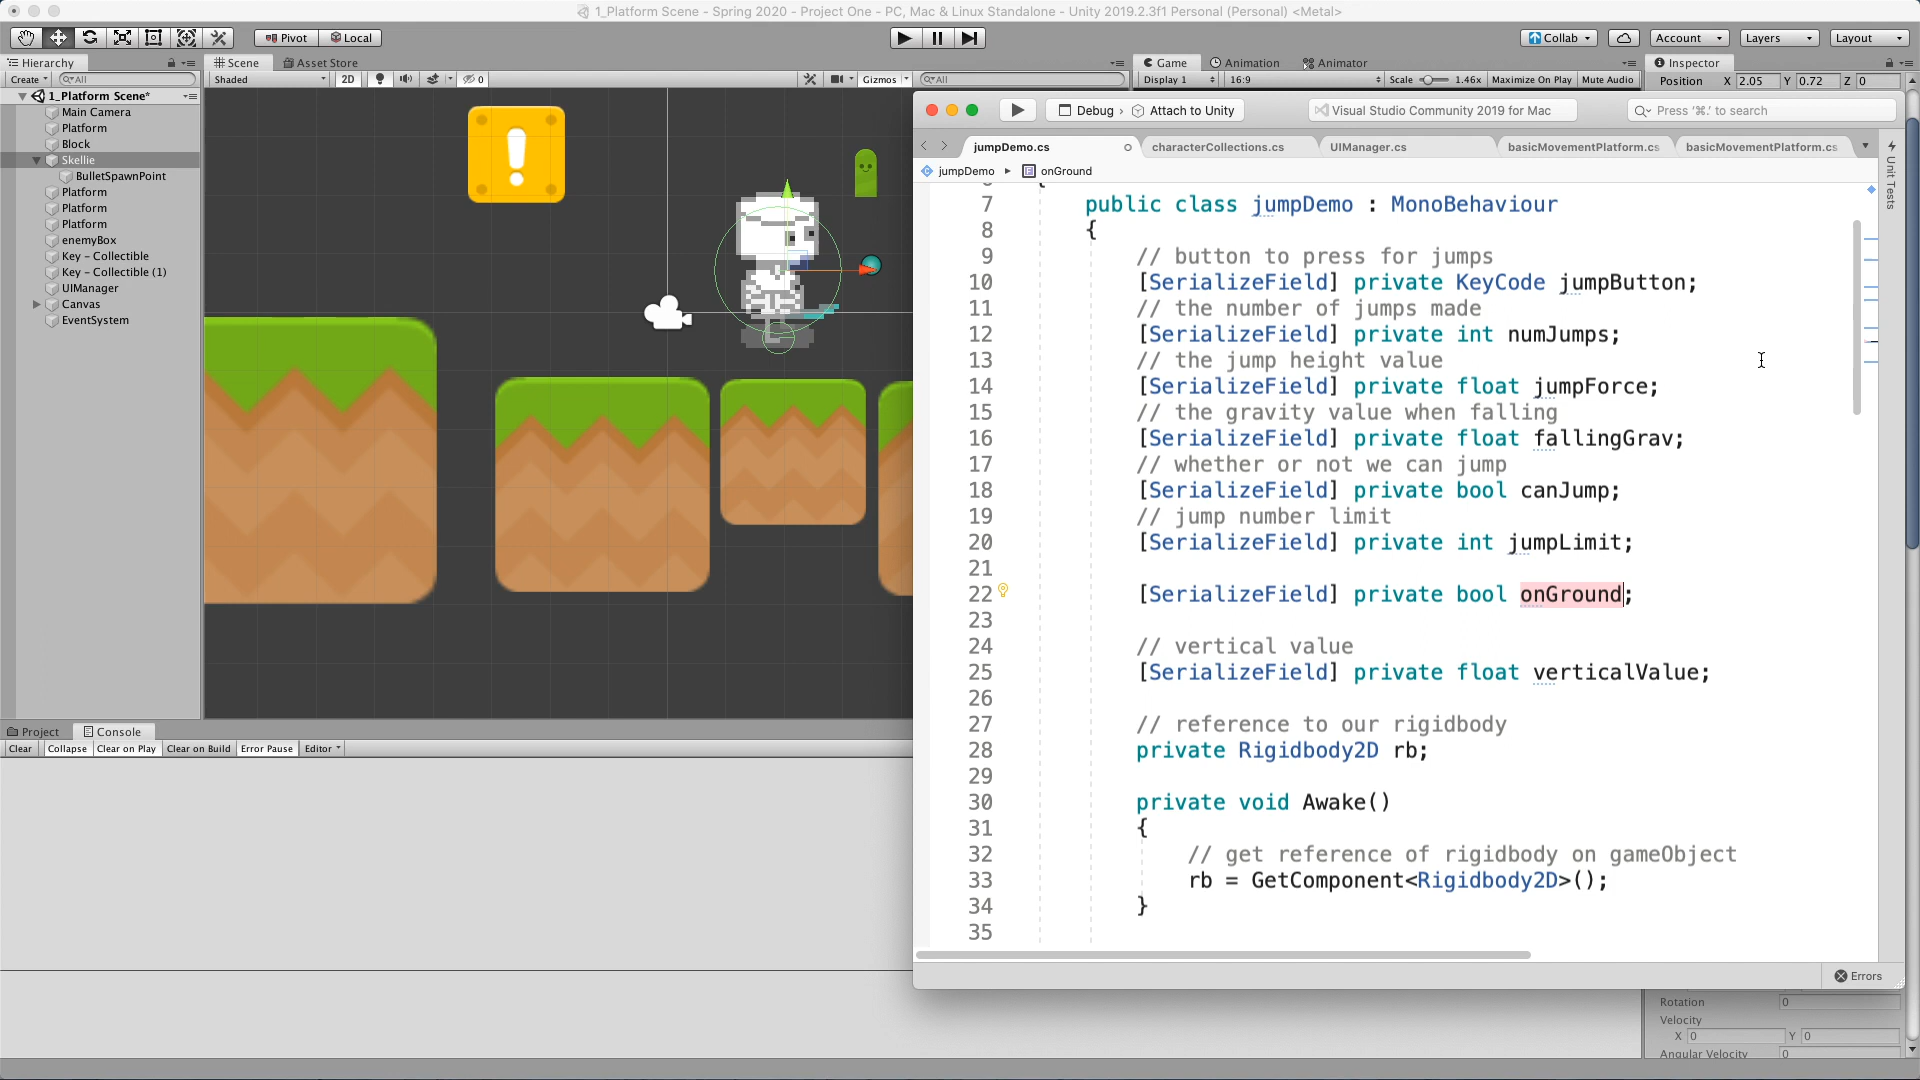 1_Platform Scene - Spring 2020 - Project One - PC, Mac & Linux Standalone - Unity 2019.2.3f1 Personal (Personal) <Metal>
Pivot Local Collab Account Layers Layout
Hierarchy Scene Asset Store Game Animation Animator Inspector
Create All Shaded 2D 0 Gizmos All Display 1 16:9 Scale 1.46x Maximize On Play Mute Audio Position X 2.05 Y 0.72 Z 0
1_Platform Scene*
Main Camera
Platform
Block
Skellie
BulletSpawnPoint
Platform
Platform
Platform
enemyBox
Key - Collectible
Key - Collectible (1)
UIManager
Canvas
EventSystem
Project Console
Clear Collapse Clear on Play Clear on Build Error Pause Editor
Debug › Attach to Unity Visual Studio Community 2019 for Mac Press '⌘.' to search
jumpDemo.cs characterCollections.cs UIManager.cs basicMovementPlatform.cs basicMovementPlatform.cs
jumpDemo onGround
Unit Tests
7 public class jumpDemo : MonoBehaviour
8 {
9 // button to press for jumps
10 [SerializeField] private KeyCode jumpButton;
11 // the number of jumps made
12 [SerializeField] private int numJumps;
13 // the jump height value
14 [SerializeField] private float jumpForce;
15 // the gravity value when falling
16 [SerializeField] private float fallingGrav;
17 // whether or not we can jump
18 [SerializeField] private bool canJump;
19 // jump number limit
20 [SerializeField] private int jumpLimit;
21
22 [SerializeField] private bool onGround;
23
24 // vertical value
25 [SerializeField] private float verticalValue;
26
27 // reference to our rigidbody
28 private Rigidbody2D rb;
29
30 private void Awake()
31 {
32 // get reference of rigidbody on gameObject
33 rb = GetComponent<Rigidbody2D>();
34 }
35
Errors
Rotation 0
Velocity
X 0 Y 0
Angular Velocity 0